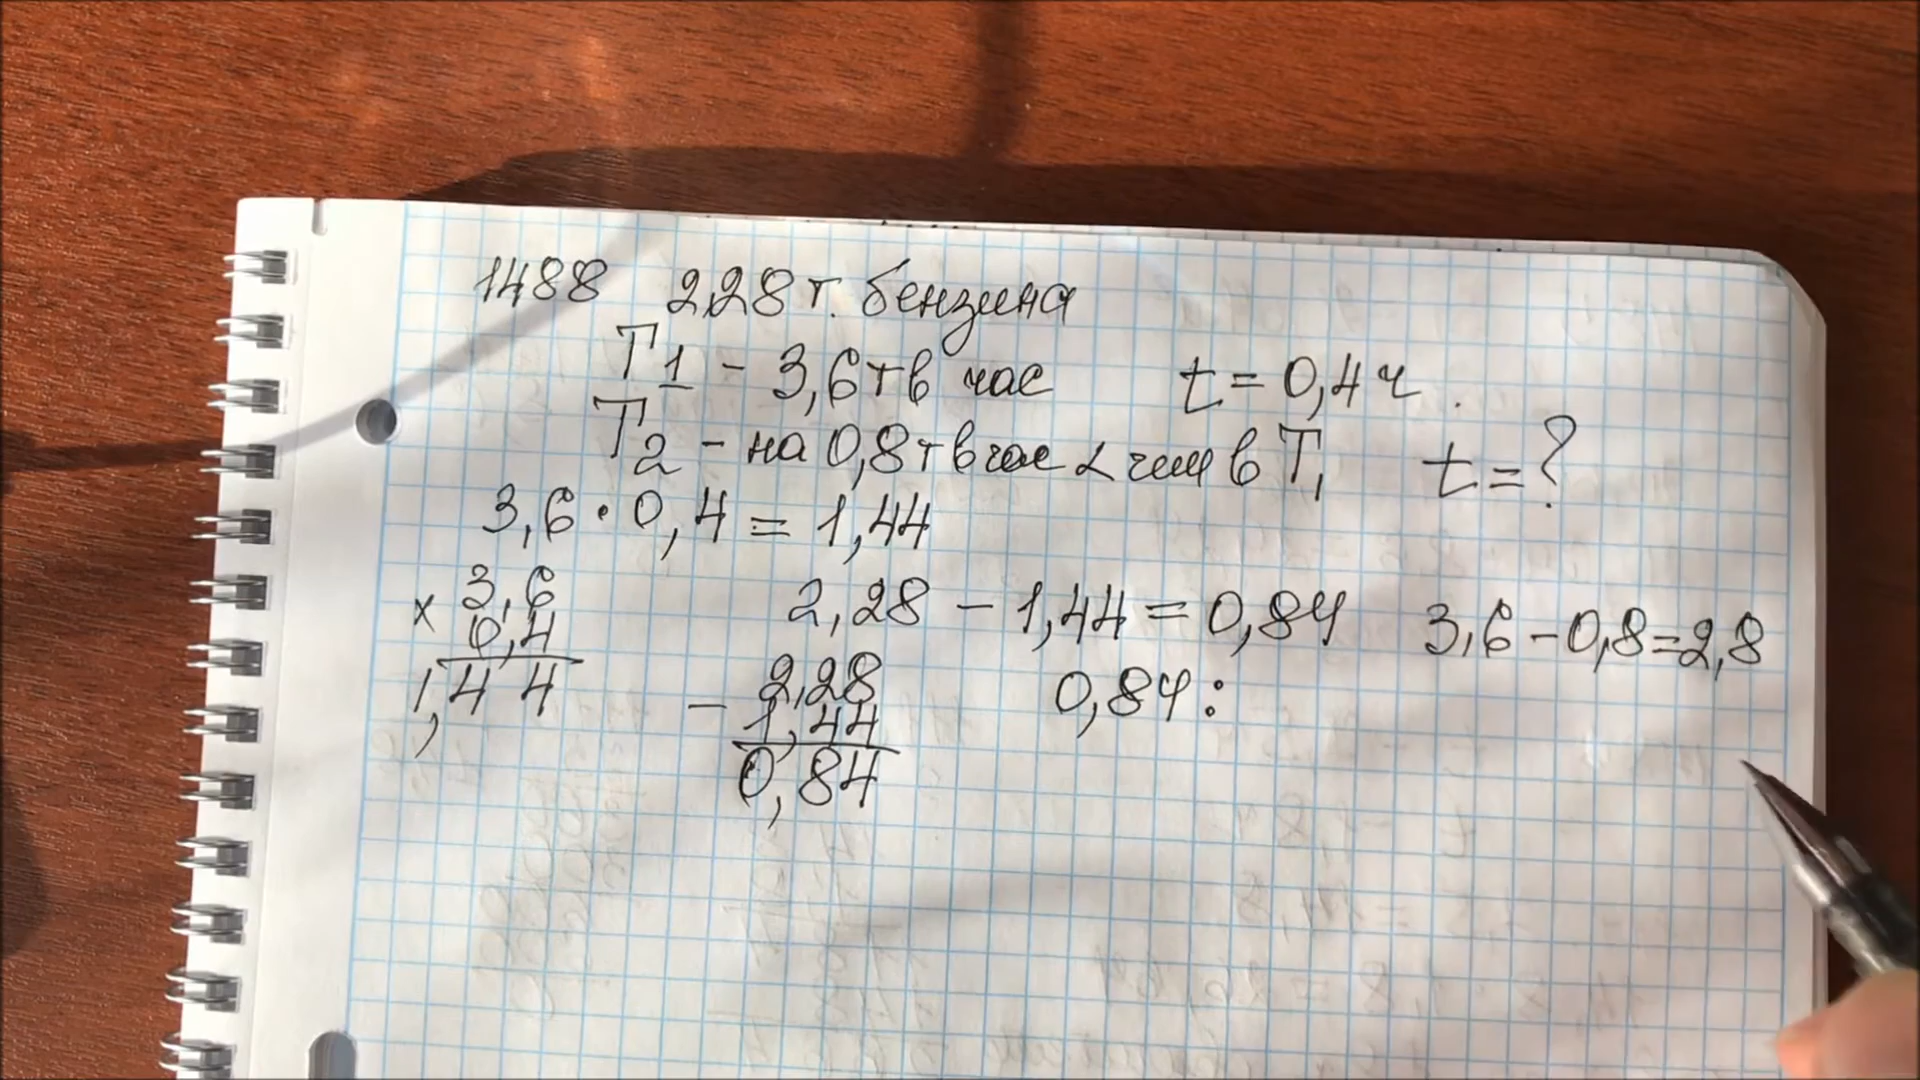 1488 2,28 т. бензина
Т1 - 3,6 т в час t = 0,4 ч.
Т2 - на 0,8 т в час < чем в Т1 t = ?
3,6 · 0,4 = 1,44
× 3,6
0,4
1,44
2,28 - 1,44 = 0,84
- 2,28
1,44
0,84
3,6 - 0,8 = 2,8
0,84 :